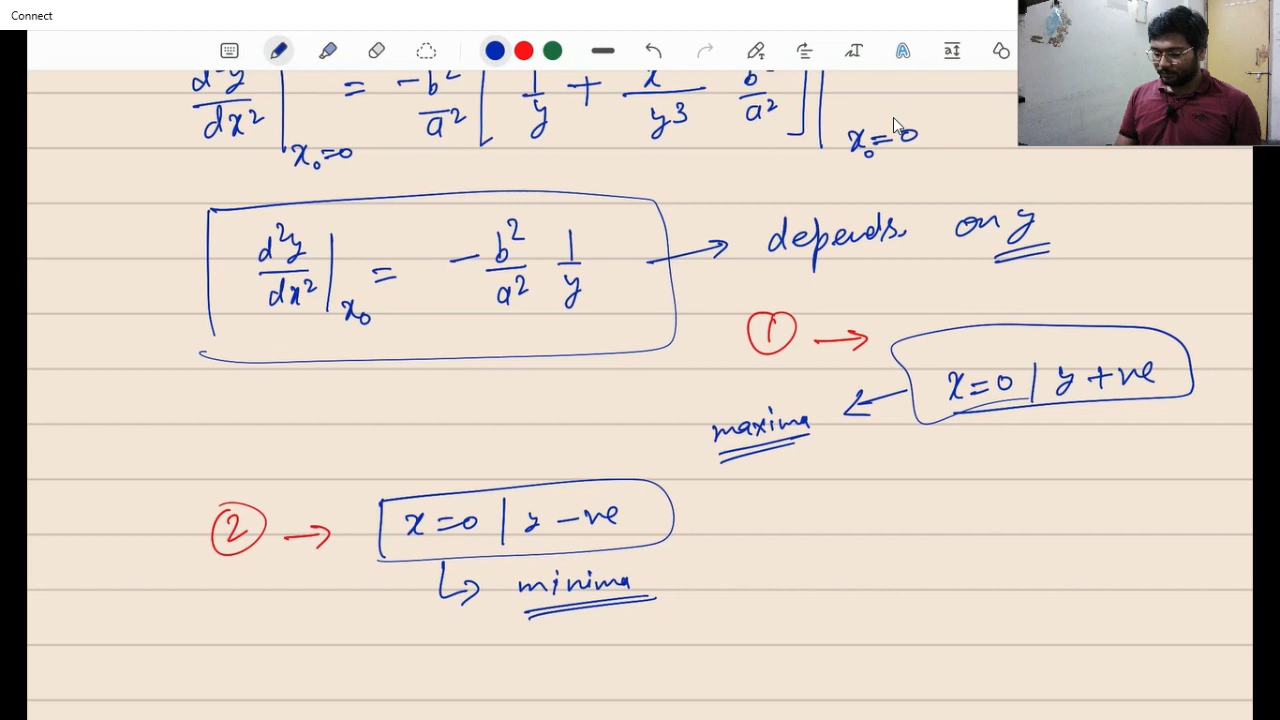 Connect
d²y/dx² |x₀=0 = -b²/a² [ 1/y + x/y³ b²/a² ] |x₀=0
d²y/dx² |x₀ = - b²/a² 1/y → depends on y
① →
x=0 | y +ve
maxima
② → x=0 | y -ve
minima